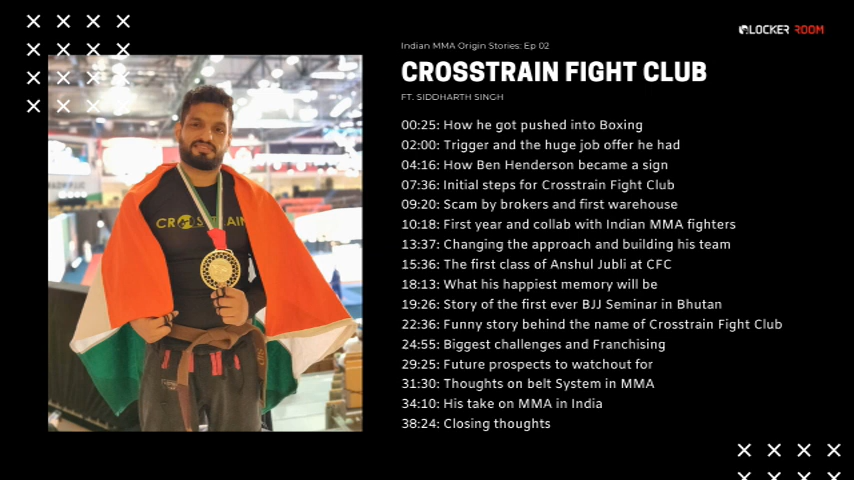 LOCKER ROOM
Indian MMA Origin Stories: Ep 02
CROSSTRAIN FIGHT CLUB
FT. SIDDHARTH SINGH
00:25: How he got pushed into Boxing
02:00: Trigger and the huge job offer he had
04:16: How Ben Henderson became a sign
07:36: Initial steps for Crosstrain Fight Club
09:20: Scam by brokers and first warehouse
10:18: First year and collab with Indian MMA fighters
13:37: Changing the approach and building his team
15:36: The first class of Anshul Jubli at CFC
18:13: What his happiest memory will be
19:26: Story of the first ever BJJ Seminar in Bhutan
22:36: Funny story behind the name of Crosstrain Fight Club
24:55: Biggest challenges and Franchising
29:25: Future prospects to watchout for
31:30: Thoughts on belt System in MMA
34:10: His take on MMA in India
38:24: Closing thoughts
CROSSTRAIN